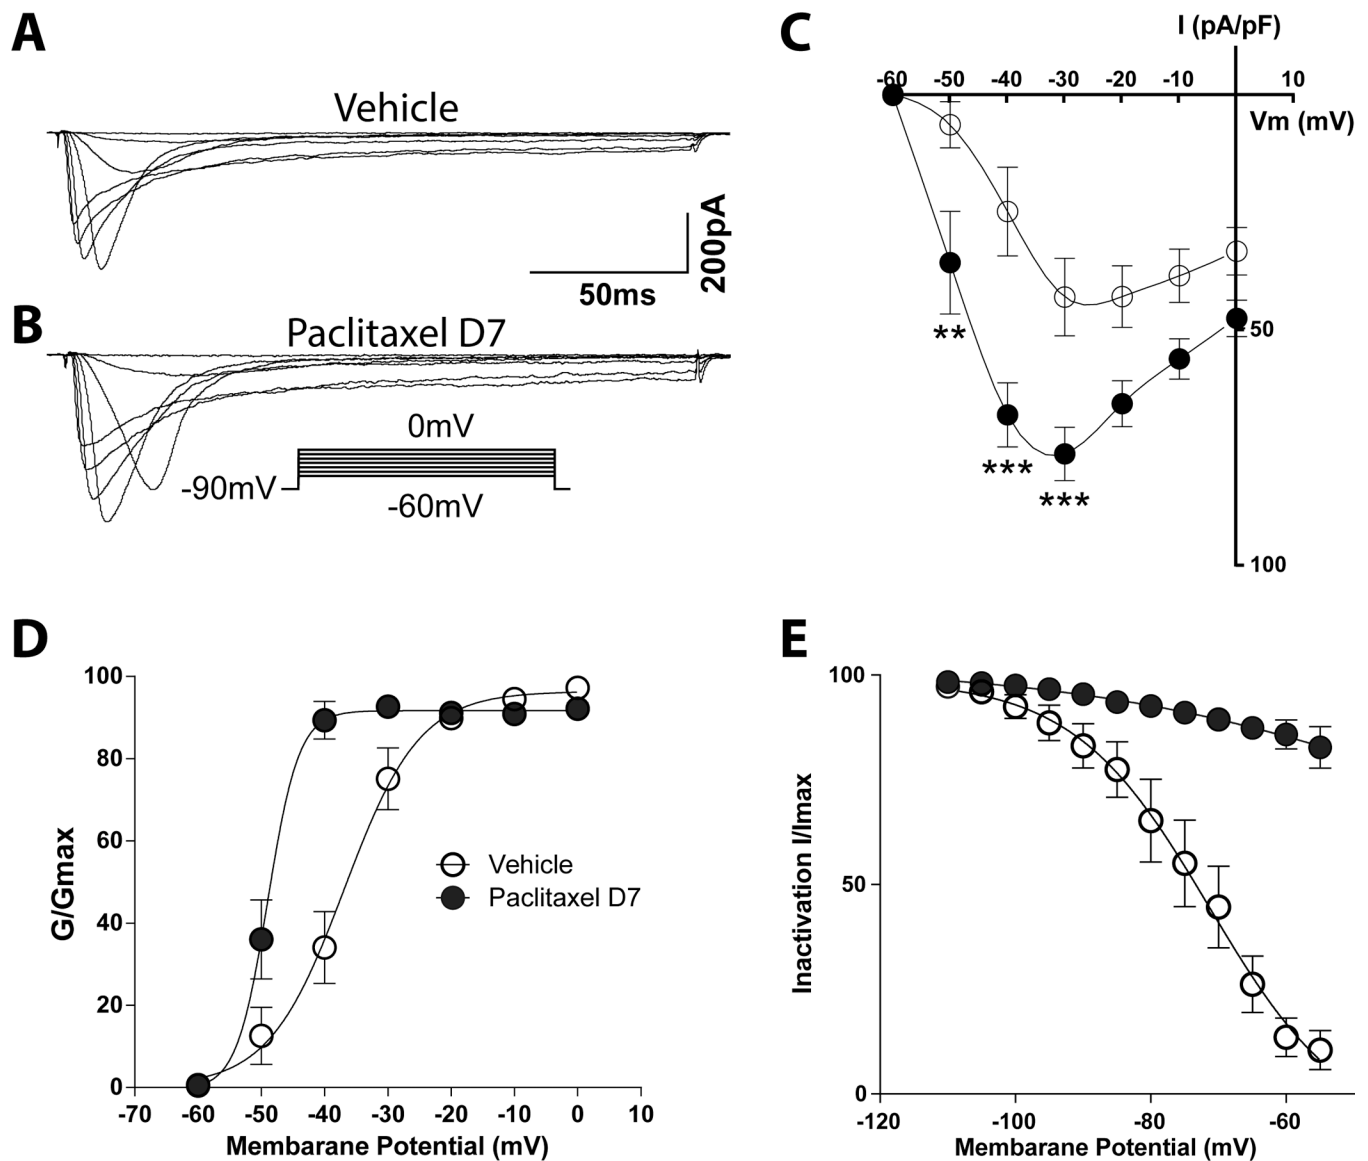 A
Vehicle
200pA
50ms
B
Paclitaxel D7
0mV
-90mV
-60mV
**
***
***
C
I (pA/pF)
-60 -50 -40 -30 -20 -10 10
Vm (mV)
50
100
D
100
80
60
40
20
0
G/Gmax
Vehicle
Paclitaxel D7
-70 -60 -50 -40 -30 -20 -10 0 10
Membarane Potential (mV)
E
100
50
0
Inactivation I/Imax
-120 -100 -80 -60
Membarane Potential (mV)